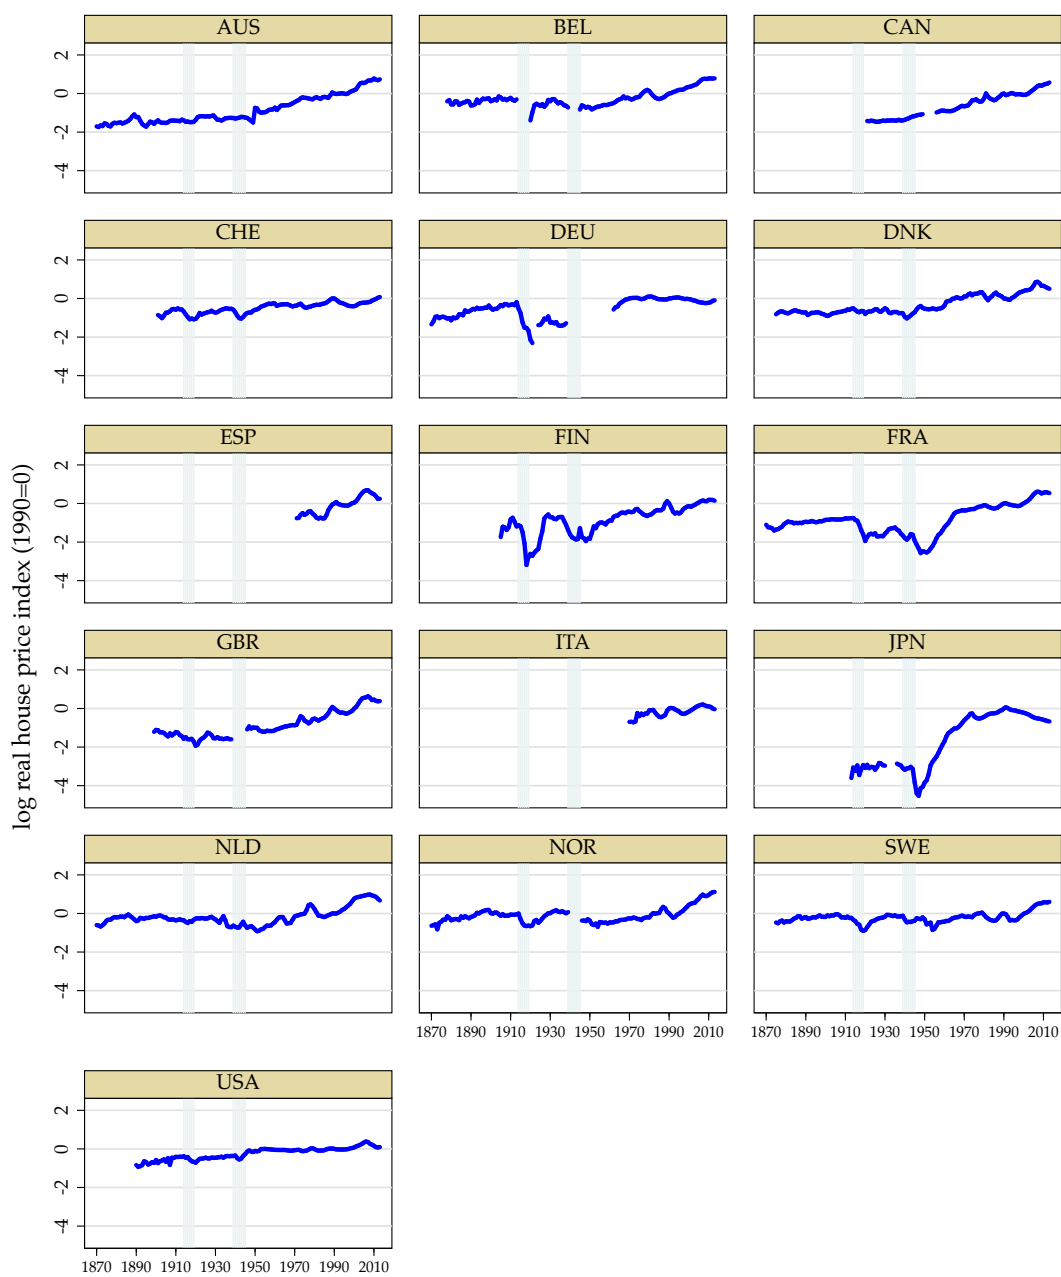 AUS
BEL
CAN
2
0
-2
-4
CHE
DEU
DNK
2
0
-2
-4
ESP
FIN
FRA
2
0
-2
-4
log real house price index (1990=0)
GBR
ITA
JPN
2
0
-2
-4
NLD
NOR
SWE
2
0
-2
-4
1870 1890 1910 1930 1950 1970 1990 2010
1870 1890 1910 1930 1950 1970 1990 2010
USA
2
0
-2
-4
1870 1890 1910 1930 1950 1970 1990 2010